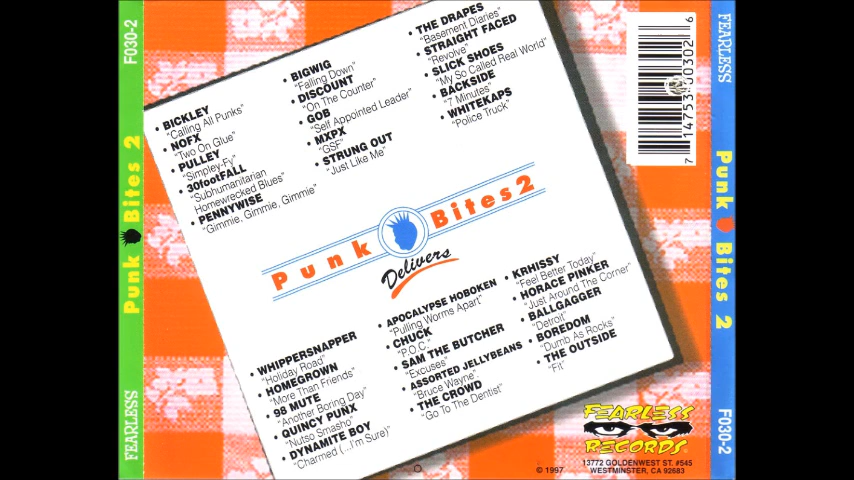 F030-2
Punk Bites 2
FEARLESS
• BICKLEY
"Calling All Punks"
• NOFX
"Two On Glue"
• PULLEY
"Simpley-Fy"
• 30footFALL
"Subhumanitarian
Homewrecked Blues"
• PENNYWISE
"Gimmie, Gimmie, Gimmie"
• BIGWIG
"Falling Down"
• DISCOUNT
"On The Counter"
• GOB
"Self Appointed Leader"
• MXPX
"GSF"
• STRUNG OUT
"Just Like Me"
• THE DRAPES
"Basement Diaries"
• STRAIGHT FACED
"Revolve"
• SLICK SHOES
"My So Called Real World"
• BACKSIDE
"7 Minutes"
• WHITEKAPS
"Police Truck"
Punk Bites 2
Delivers
• WHIPPERSNAPPER
"Holiday Road"
• HOMEGROWN
"More Than Friends"
• 98 MUTE
"Another Boring Day"
• QUINCY PUNX
"Nutso Smasho"
• DYNAMITE BOY
"Charmed (...I'm Sure)"
• APOCALYPSE HOBOKEN
"Pulling Worms Apart"
• CHUCK
"P.O.C."
• SAM THE BUTCHER
"Excuses"
• ASSORTED JELLYBEANS
"Bruce Wayne"
• THE CROWD
"Go To The Dentist"
• KRHISSY
"Feel Better Today"
• HORACE PINKER
"Just Around The Corner"
• BALLGAGGER
"Detroit"
• BOREDOM
"Dumb As Rocks"
• THE OUTSIDE
"Fit"
7 14753 00302 6
FEARLESS
RECORDS
13772 GOLDENWEST ST. #545
WESTMINSTER, CA 92683
© 1997
FEARLESS
Punk Bites 2
F030-2